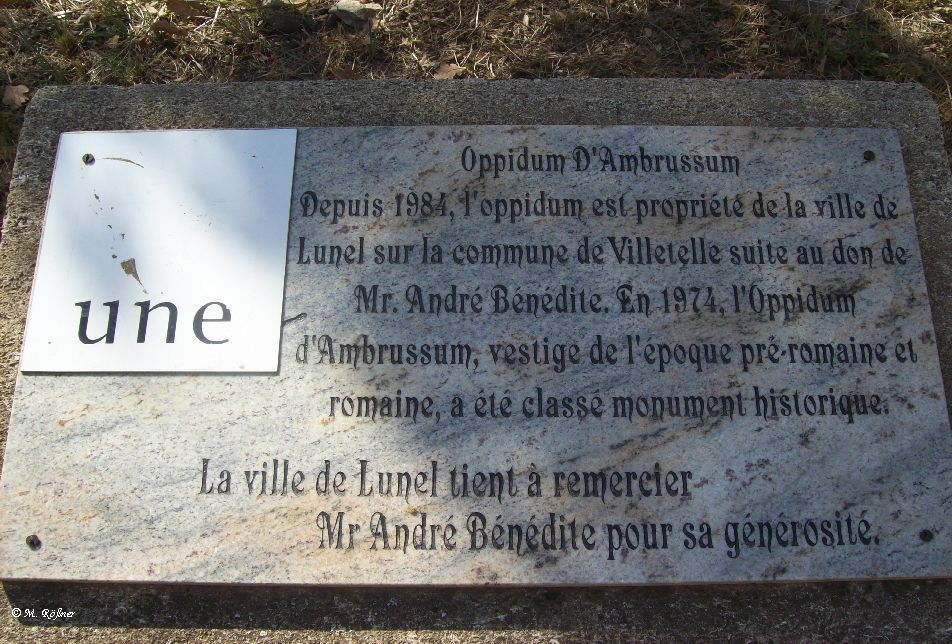 une
Oppidum D'Ambrussum
Depuis 1984, l'oppidum est propriété de la ville de
Lunel sur la commune de Villetelle suite au don de
Mr. André Bénédite. En 1974, l'Oppidum
d'Ambrussum, vestige de l'époque pré-romaine et
romaine, a été classé monument historique.
La ville de Lunel tient à remercier
Mr André Bénédite pour sa générosité.
© M. Rößner